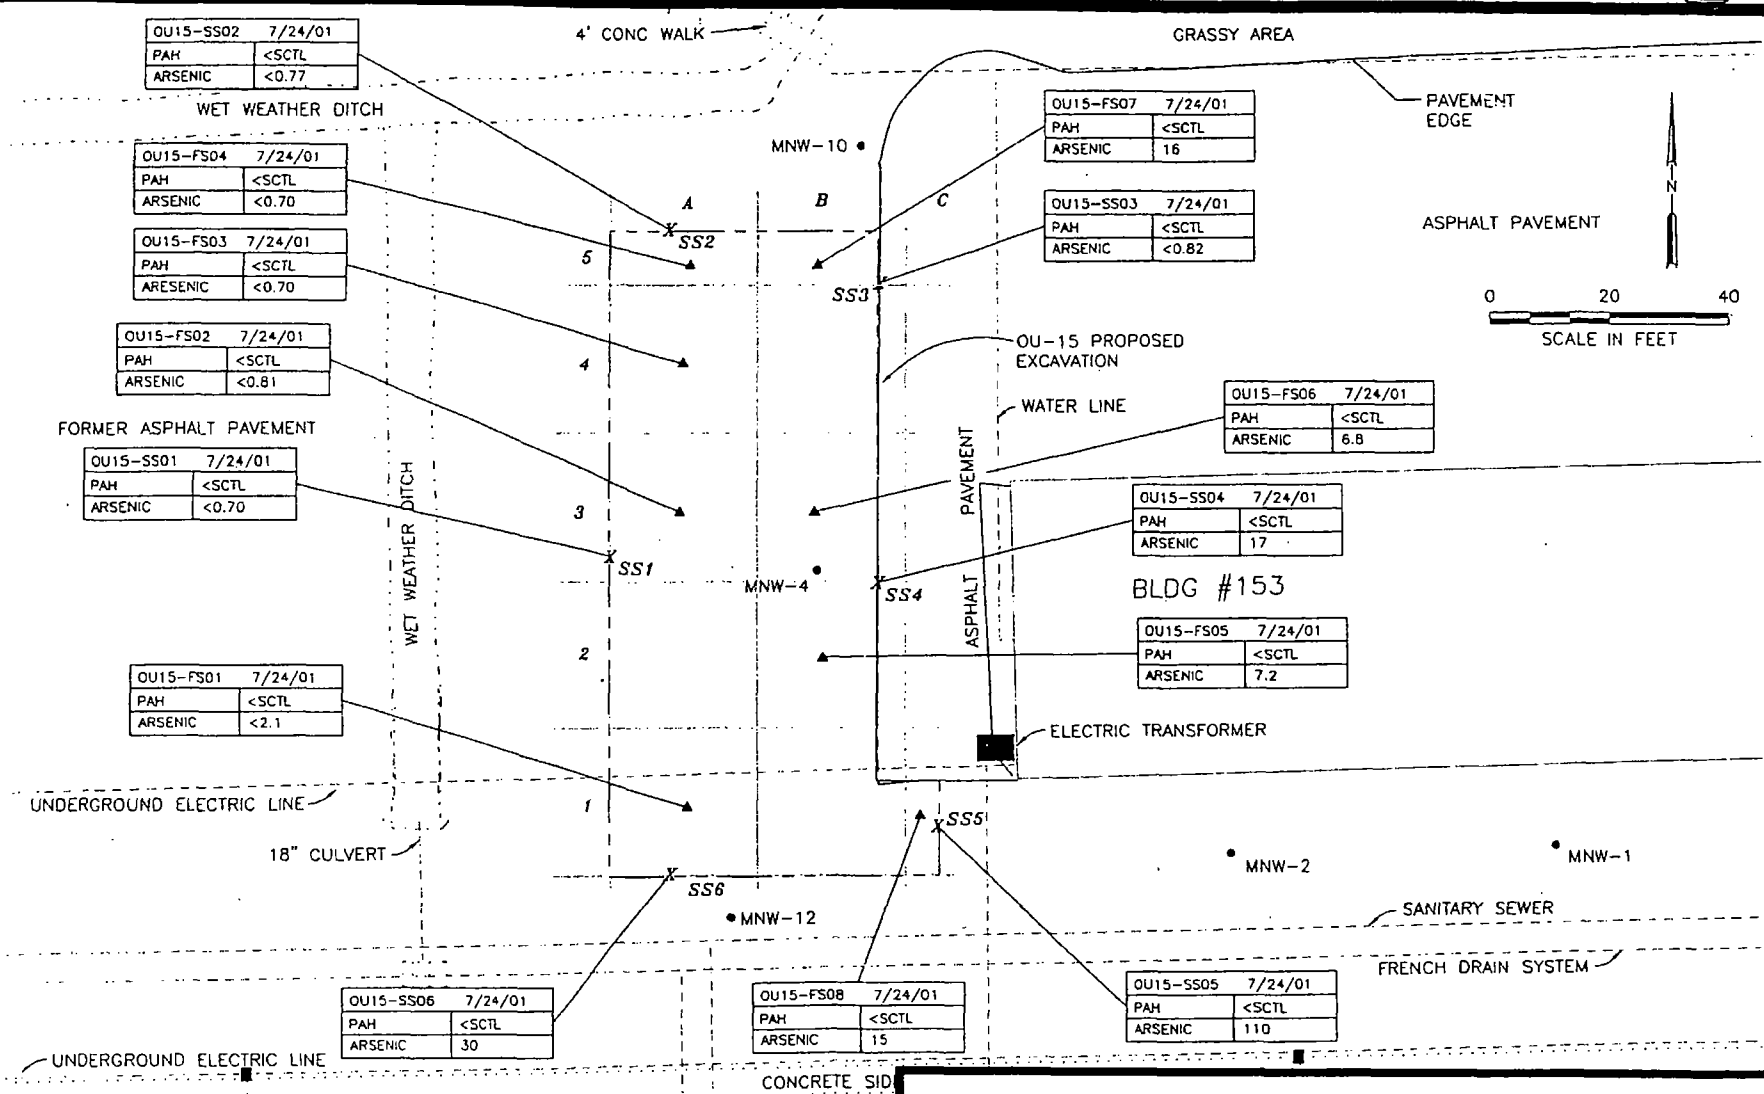 OU15-SS02 7/24/01
PAH <SCTL
ARSENIC <0.77
4' CONC WALK
GRASSY AREA
WET WEATHER DITCH
PAVEMENT
EDGE
OU15-FS07 7/24/01
PAH <SCTL
ARSENIC 16
MNW-10
OU15-FS04 7/24/01
PAH <SCTL
ARSENIC <0.70
A
B
C
N
OU15-SS03 7/24/01
PAH <SCTL
ARSENIC <0.82
ASPHALT PAVEMENT
OU15-FS03 7/24/01
PAH <SCTL
ARESENIC <0.70
SS2
5
SS3
0 20 40
SCALE IN FEET
OU15-FS02 7/24/01
PAH <SCTL
ARSENIC <0.81
4
OU-15 PROPOSED
EXCAVATION
WATER LINE
OU15-FS06 7/24/01
PAH <SCTL
ARSENIC 6.8
FORMER ASPHALT PAVEMENT
OU15-SS01 7/24/01
PAH <SCTL
ARSENIC <0.70
WET WEATHER DITCH
3
ASPHALT PAVEMENT
OU15-SS04 7/24/01
PAH <SCTL
ARSENIC 17
SS1
MNW-4
SS4
BLDG #153
2
OU15-FS05 7/24/01
PAH <SCTL
ARSENIC 7.2
OU15-FS01 7/24/01
PAH <SCTL
ARSENIC <2.1
ELECTRIC TRANSFORMER
UNDERGROUND ELECTRIC LINE
1
SS5
18" CULVERT
MNW-2
MNW-1
SS6
MNW-12
SANITARY SEWER
FRENCH DRAIN SYSTEM
OU15-SS06 7/24/01
PAH <SCTL
ARSENIC 30
OU15-FS08 7/24/01
PAH <SCTL
ARSENIC 15
OU15-SS05 7/24/01
PAH <SCTL
ARSENIC 110
UNDERGROUND ELECTRIC LINE
CONCRETE SID